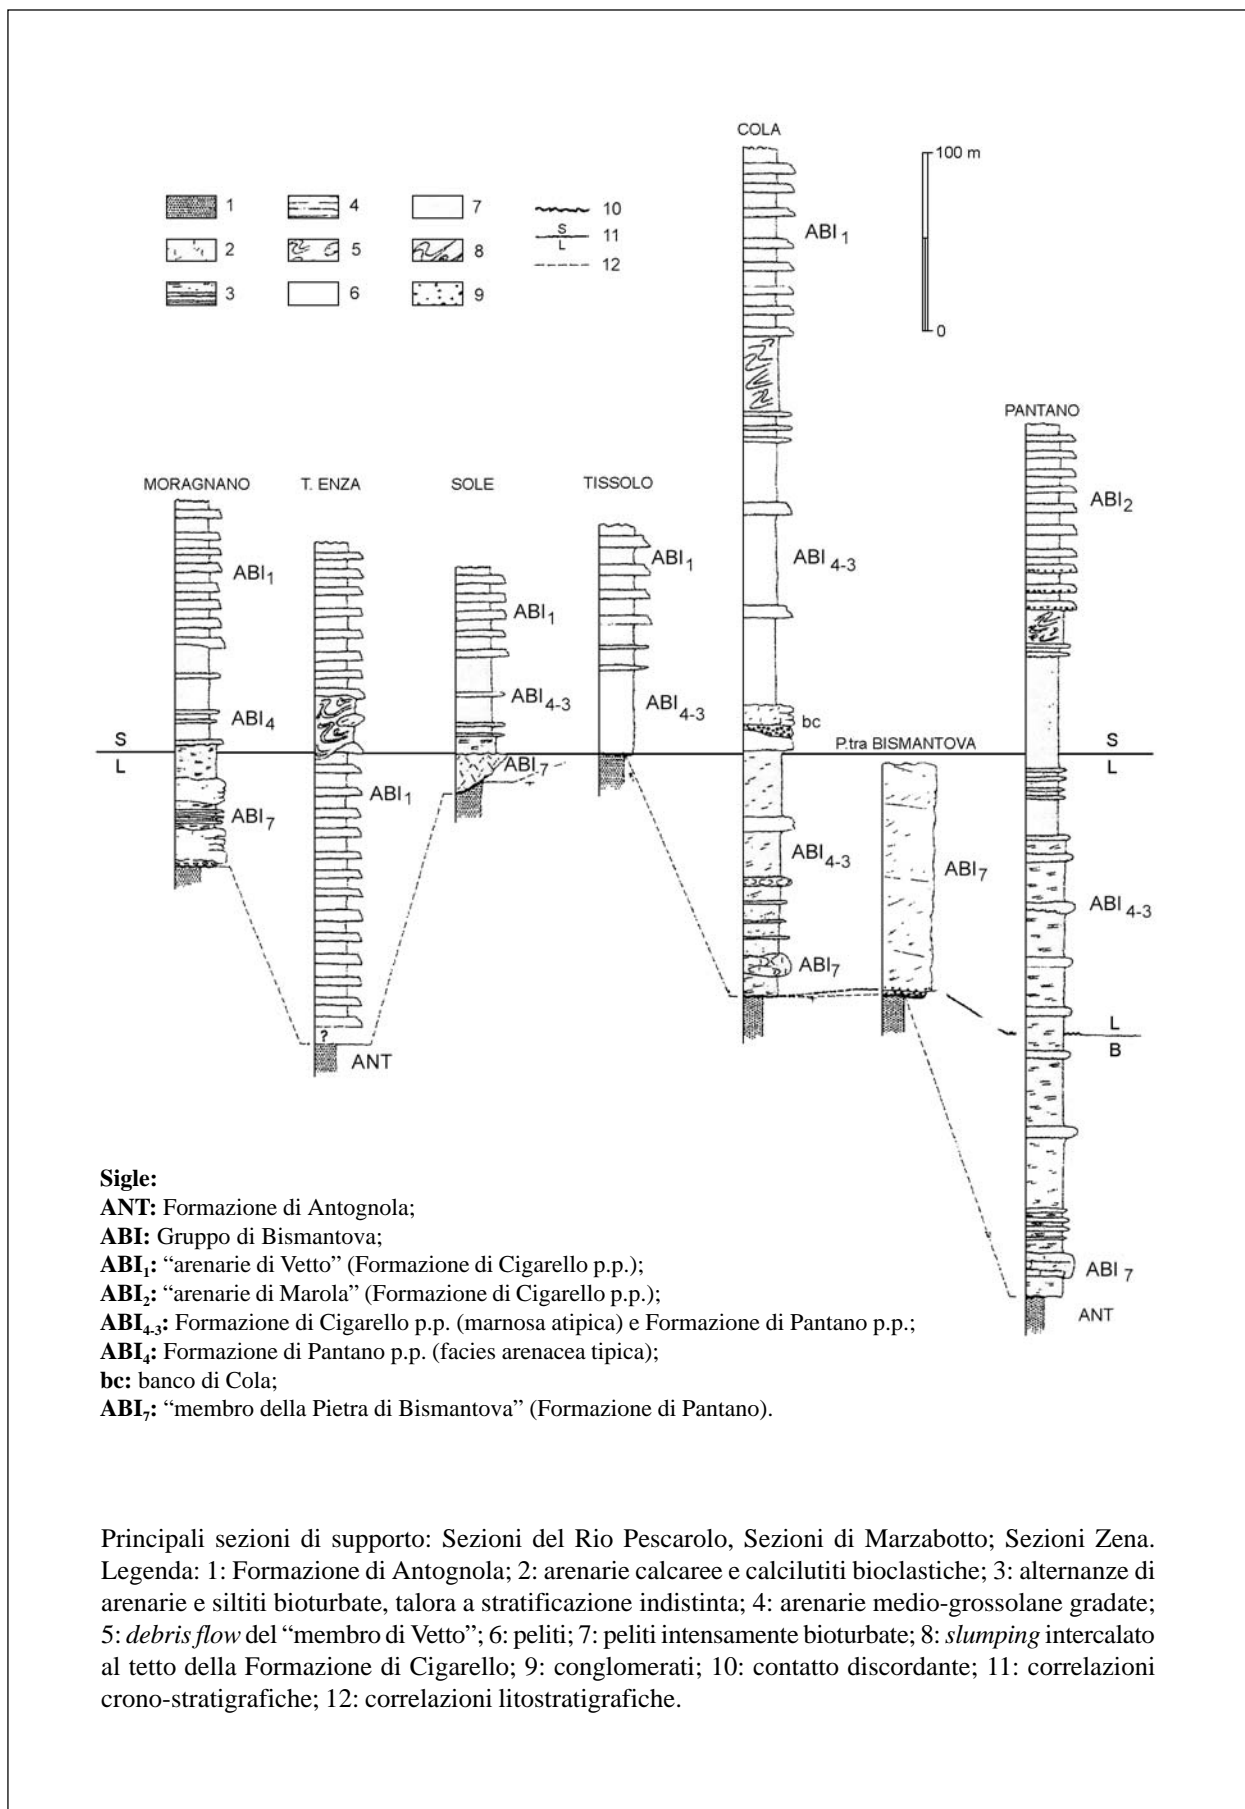 COLA
100 m
0
1
2
3
4
5
6
7
8
9
10
S
11
L
12
ABI1
PANTANO
ABI2
MORAGNANO
T. ENZA
SOLE
TISSOLO
ABI1
ABI1
ABI1
ABI4-3
ABI4-3
ABI4-3
ABI4
bc
P.tra BISMANTOVA
S
L
S
L
ABI7
ABI1
ABI7
ABI4-3
ABI7
ABI4-3
ABI7
L
B
?
ANT
ABI7
ANT
Sigle:
ANT: Formazione di Antognola;
ABI: Gruppo di Bismantova;
ABI1: “arenarie di Vetto” (Formazione di Cigarello p.p.);
ABI2: “arenarie di Marola” (Formazione di Cigarello p.p.);
ABI4-3: Formazione di Cigarello p.p. (marnosa atipica) e Formazione di Pantano p.p.;
ABI4: Formazione di Pantano p.p. (facies arenacea tipica);
bc: banco di Cola;
ABI7: “membro della Pietra di Bismantova” (Formazione di Pantano).
Principali sezioni di supporto: Sezioni del Rio Pescarolo, Sezioni di Marzabotto; Sezioni Zena.
Legenda: 1: Formazione di Antognola; 2: arenarie calcaree e calcilutiti bioclastiche; 3: alternanze di
arenarie e siltiti bioturbate, talora a stratificazione indistinta; 4: arenarie medio-grossolane gradate;
5: debris flow del “membro di Vetto”; 6: peliti; 7: peliti intensamente bioturbate; 8: slumping intercalato
al tetto della Formazione di Cigarello; 9: conglomerati; 10: contatto discordante; 11: correlazioni
crono-stratigrafiche; 12: correlazioni litostratigrafiche.